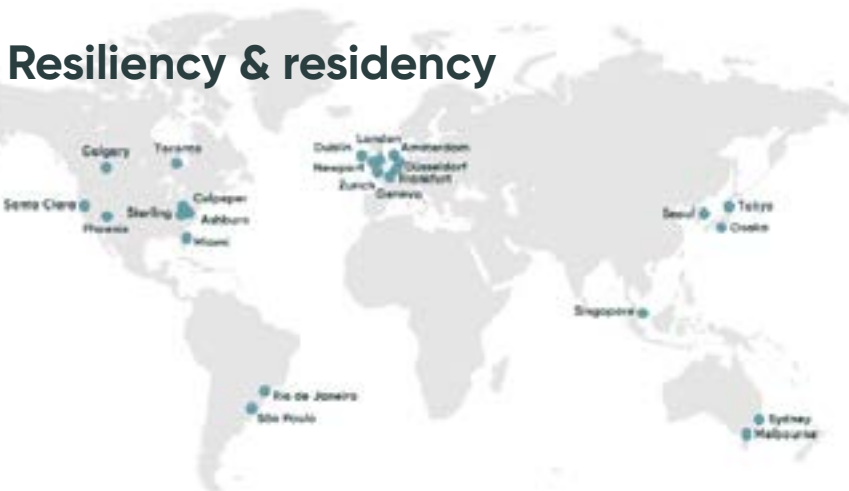 Resiliency & residency
Calgary
Toronto
Santa Clara
Phoenix
Sterling
Culpeper
Ashburn
Miami
Dublin
London
Amsterdam
Newport
Düsseldorf
Frankfurt
Zurich
Geneva
Seoul
Tokyo
Osaka
Singapore
Rio de Janeiro
São Paulo
Sydney
Melbourne